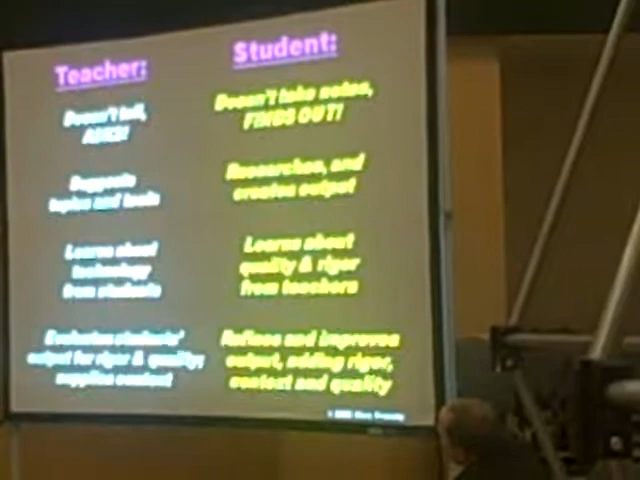 Teacher:
Doesn't tell,
ASKS!
Suggests
topics and tools
Learns about
technology
from students
Evaluates students'
output for rigor & quality;
supplies context
Student:
Doesn't take notes,
FINDS OUT!
Researches, and
creates output
Learns about
quality & rigor
from teachers
Refines and improves
output, adding rigor,
context and quality